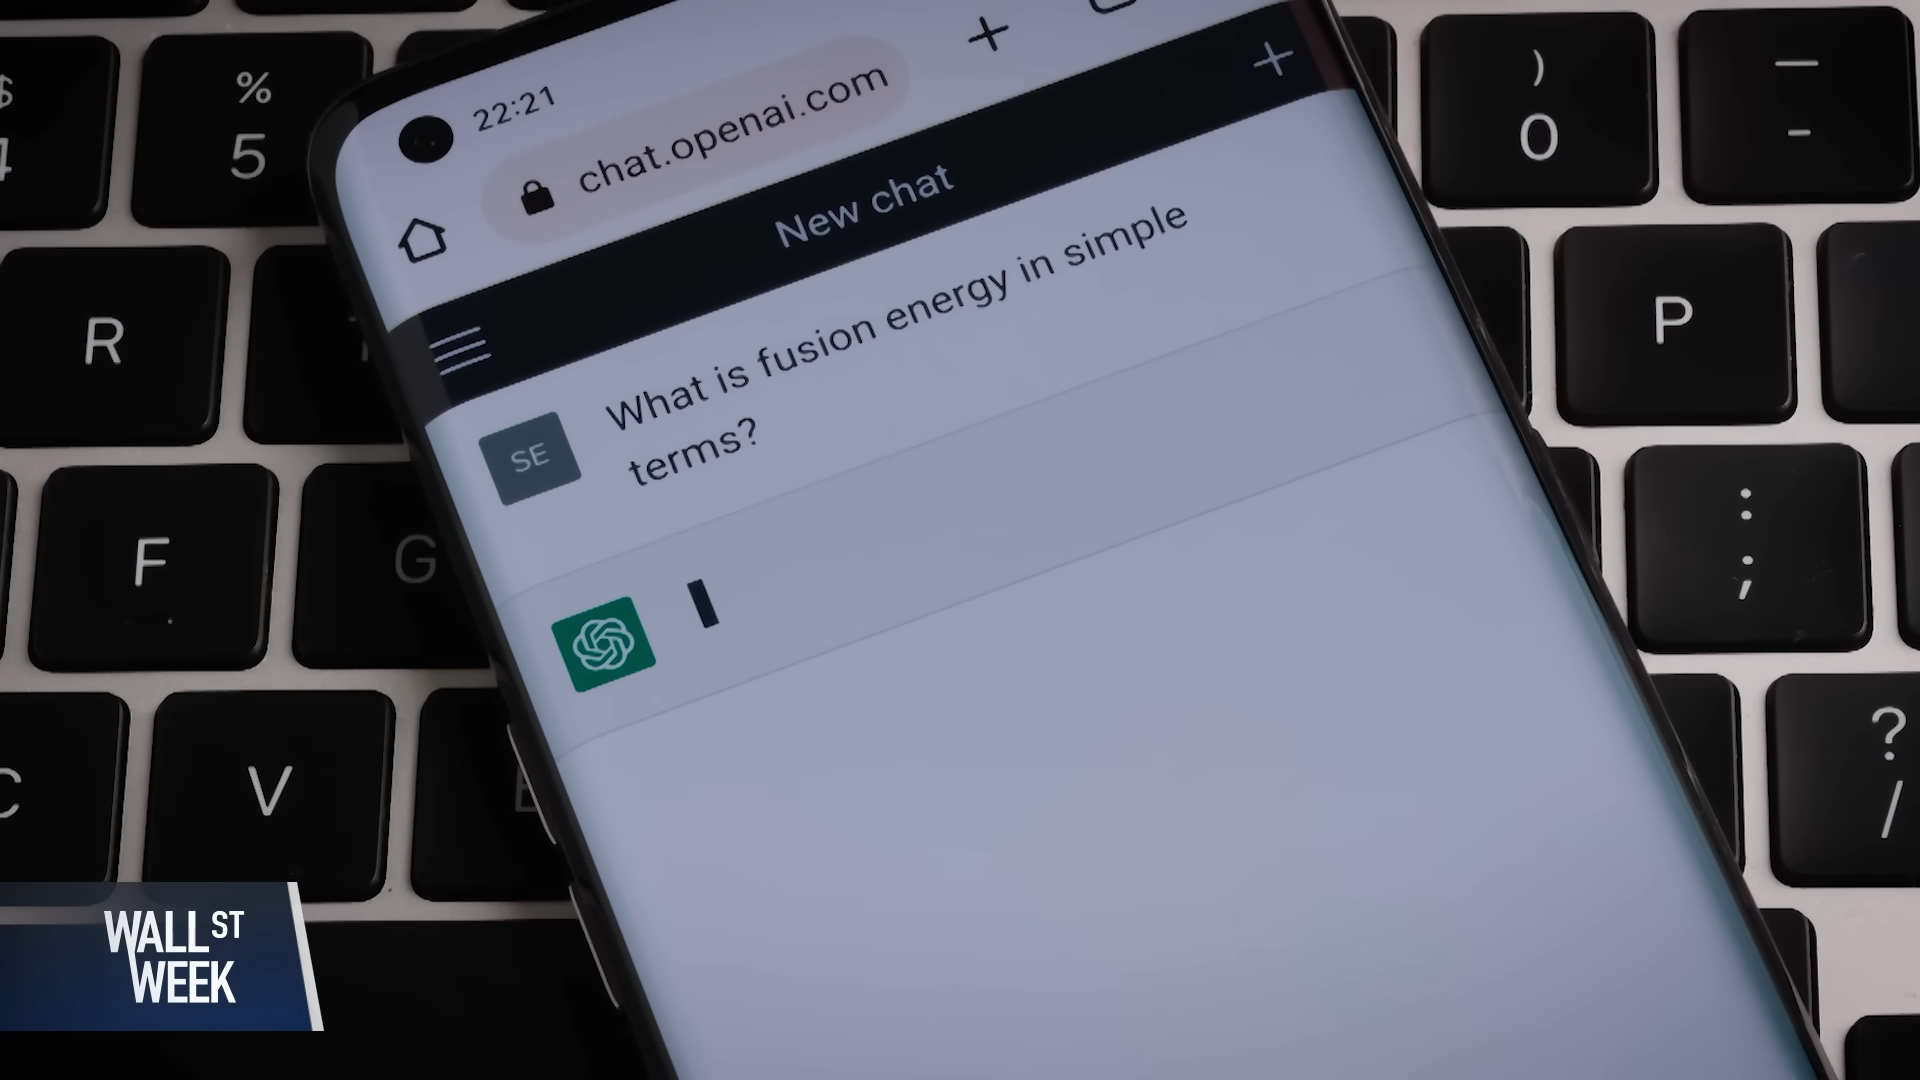 $
4
%
5
)
0
—
-
22:21
chat.openai.com
New chat
R
P
SE
What is fusion energy in simple
terms?
F
G
:
;
C
V
?
/
WALL ST
WEEK